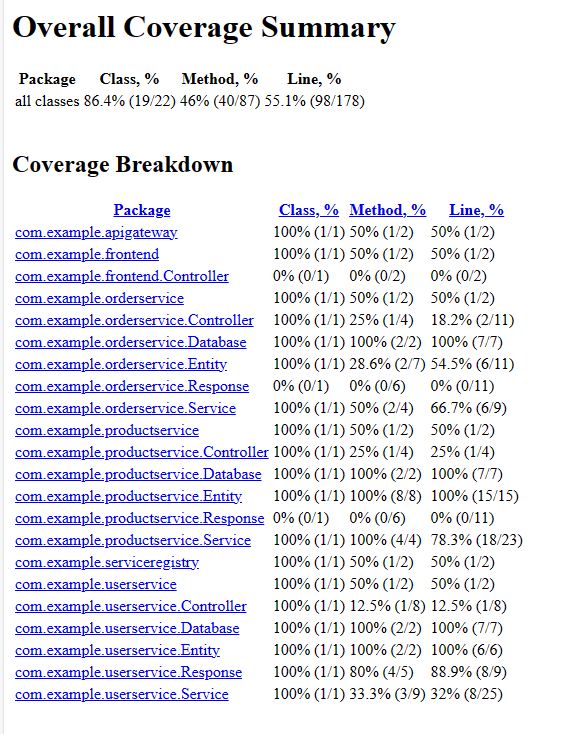 Overall Coverage Summary
Package Class, % Method, % Line, %
all classes 86.4% (19/22) 46% (40/87) 55.1% (98/178)
Coverage Breakdown
Package Class, % Method, % Line, %
com.example.apigateway 100% (1/1) 50% (1/2) 50% (1/2)
com.example.frontend 100% (1/1) 50% (1/2) 50% (1/2)
com.example.frontend.Controller 0% (0/1) 0% (0/2) 0% (0/2)
com.example.orderservice 100% (1/1) 50% (1/2) 50% (1/2)
com.example.orderservice.Controller 100% (1/1) 25% (1/4) 18.2% (2/11)
com.example.orderservice.Database 100% (1/1) 100% (2/2) 100% (7/7)
com.example.orderservice.Entity 100% (1/1) 28.6% (2/7) 54.5% (6/11)
com.example.orderservice.Response 0% (0/1) 0% (0/6) 0% (0/11)
com.example.orderservice.Service 100% (1/1) 50% (2/4) 66.7% (6/9)
com.example.productservice 100% (1/1) 50% (1/2) 50% (1/2)
com.example.productservice.Controller 100% (1/1) 25% (1/4) 25% (1/4)
com.example.productservice.Database 100% (1/1) 100% (2/2) 100% (7/7)
com.example.productservice.Entity 100% (1/1) 100% (8/8) 100% (15/15)
com.example.productservice.Response 0% (0/1) 0% (0/6) 0% (0/11)
com.example.productservice.Service 100% (1/1) 100% (4/4) 78.3% (18/23)
com.example.serviceregistry 100% (1/1) 50% (1/2) 50% (1/2)
com.example.userservice 100% (1/1) 50% (1/2) 50% (1/2)
com.example.userservice.Controller 100% (1/1) 12.5% (1/8) 12.5% (1/8)
com.example.userservice.Database 100% (1/1) 100% (2/2) 100% (7/7)
com.example.userservice.Entity 100% (1/1) 100% (2/2) 100% (6/6)
com.example.userservice.Response 100% (1/1) 80% (4/5) 88.9% (8/9)
com.example.userservice.Service 100% (1/1) 33.3% (3/9) 32% (8/25)